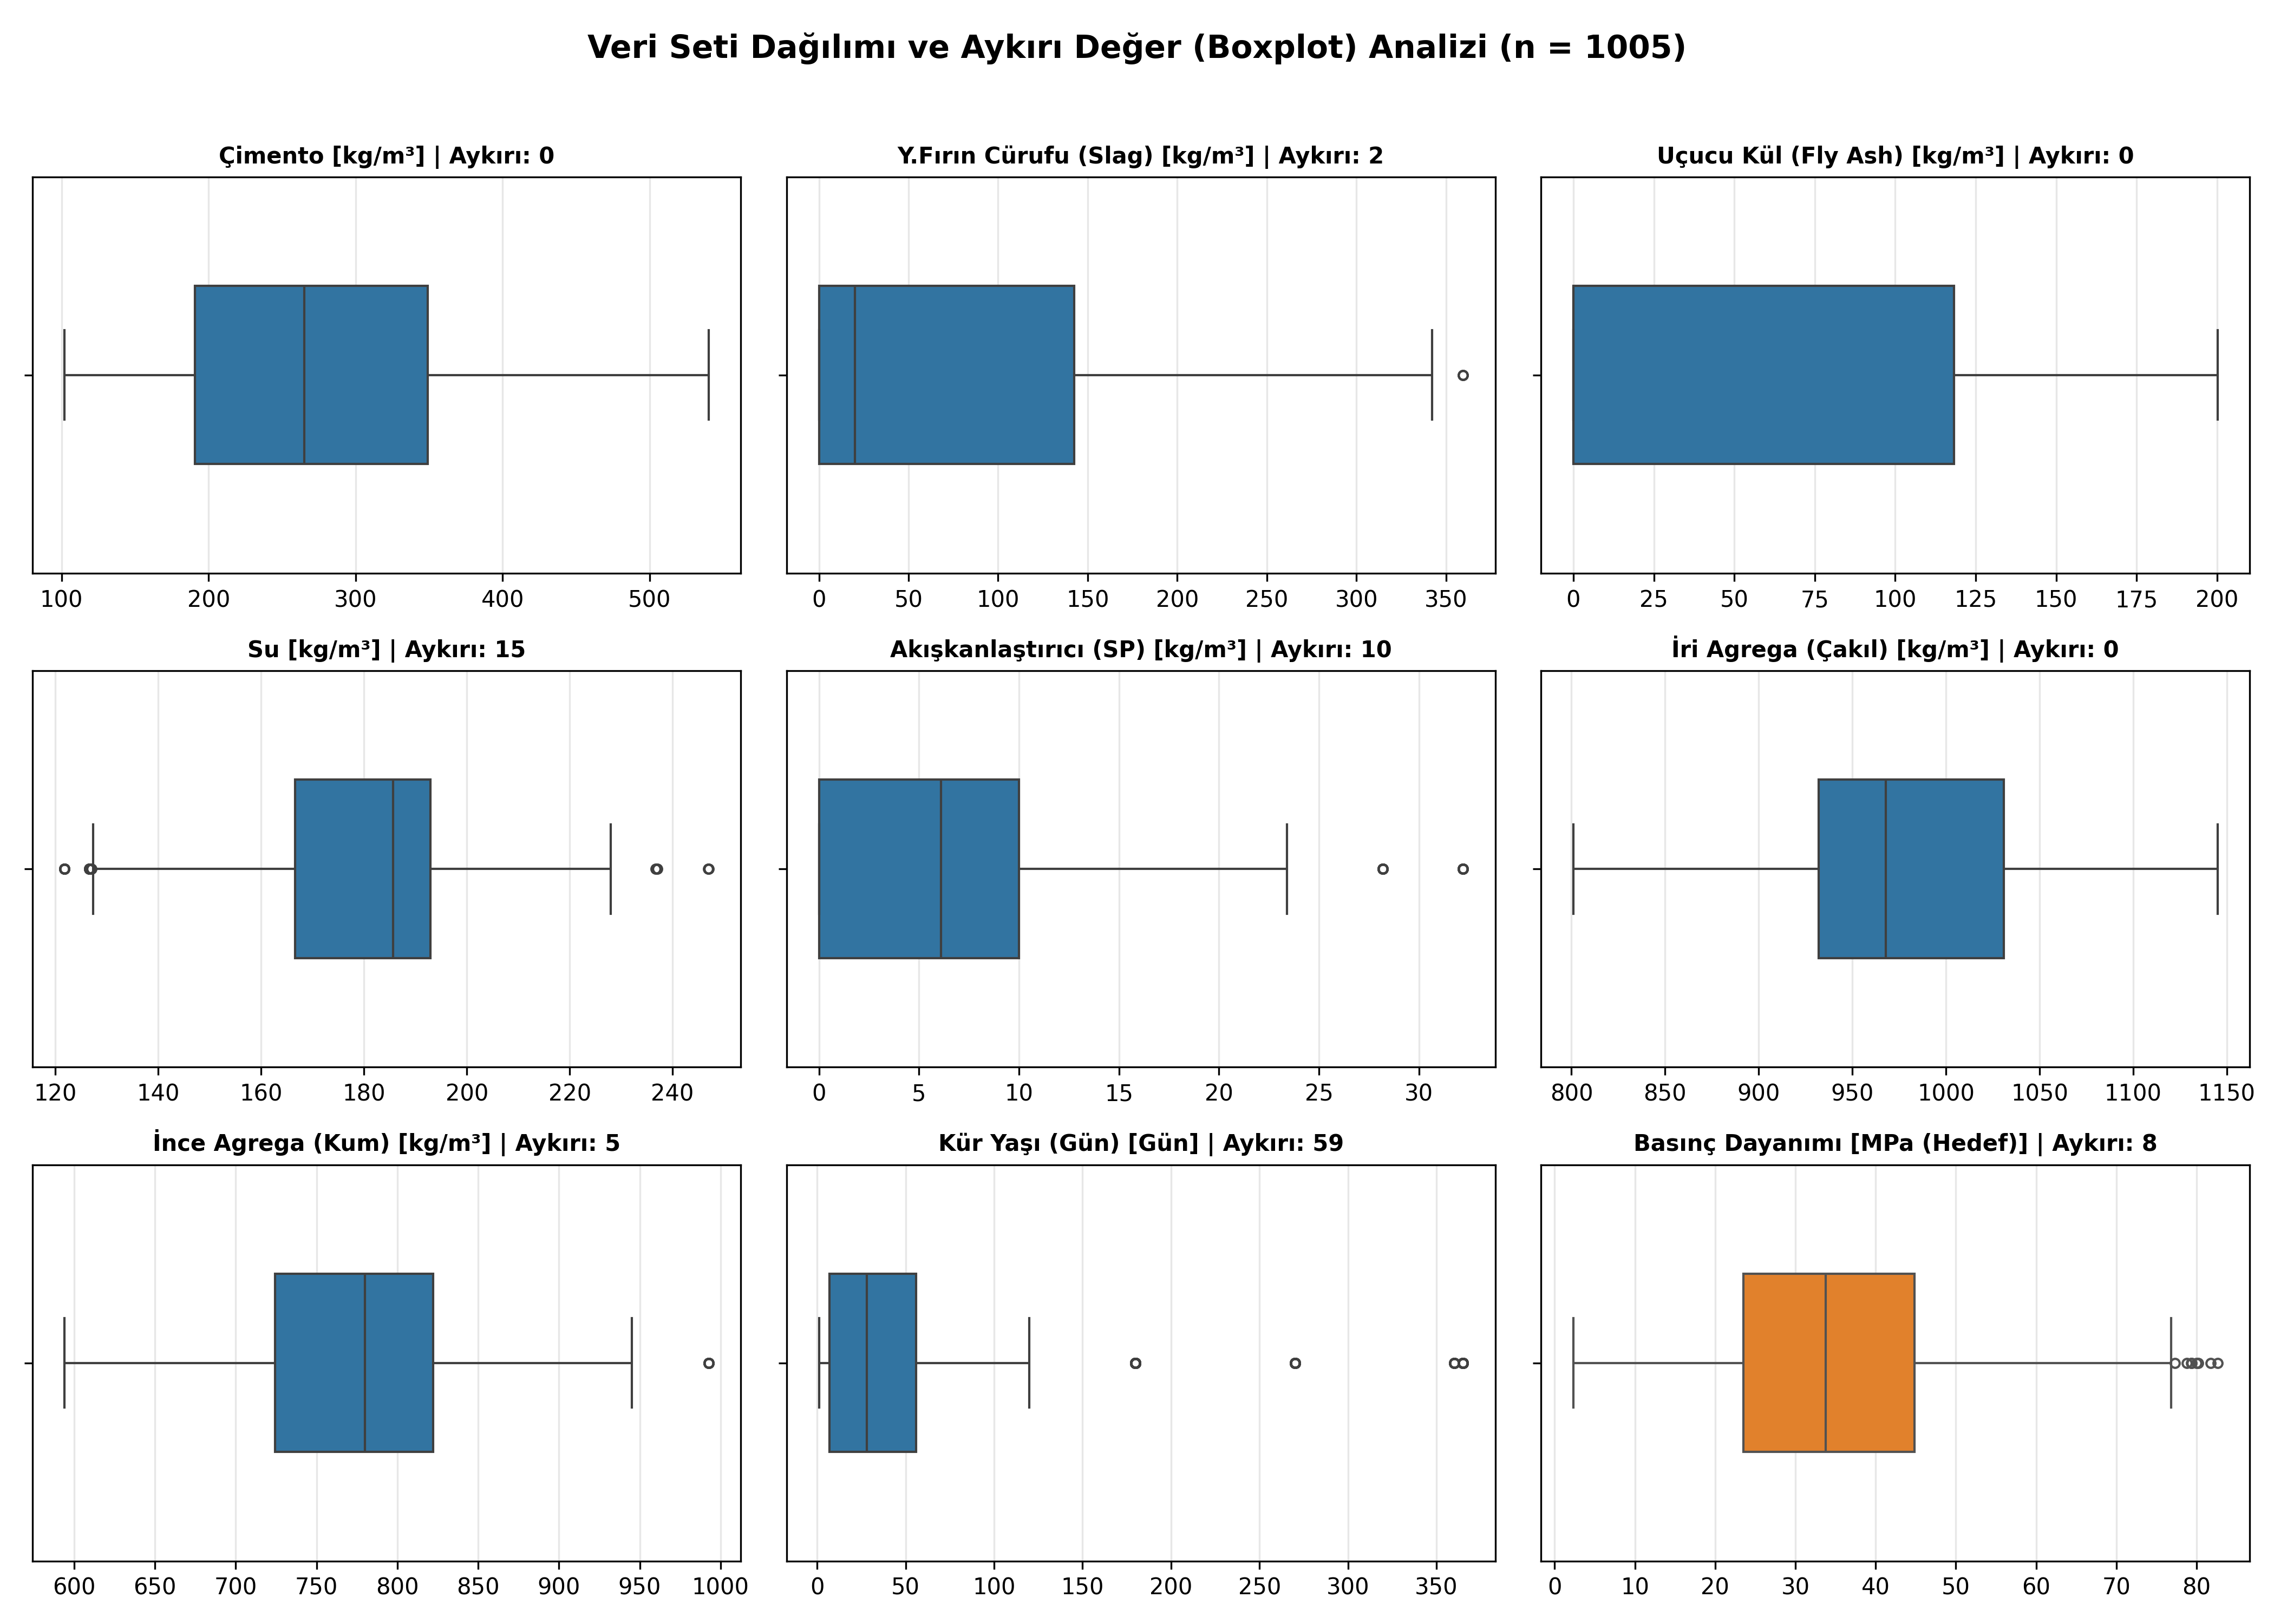 Veri Seti Dağılımı ve Aykırı Değer (Boxplot) Analizi (n = 1005)
Çimento [kg/m³] | Aykırı: 0
100 200 300 400 500
Y.Fırın Cürufu (Slag) [kg/m³] | Aykırı: 2
0 50 100 150 200 250 300 350
Uçucu Kül (Fly Ash) [kg/m³] | Aykırı: 0
0 25 50 75 100 125 150 175 200
Su [kg/m³] | Aykırı: 15
120 140 160 180 200 220 240
Akışkanlaştırıcı (SP) [kg/m³] | Aykırı: 10
0 5 10 15 20 25 30
İri Agrega (Çakıl) [kg/m³] | Aykırı: 0
800 850 900 950 1000 1050 1100 1150
İnce Agrega (Kum) [kg/m³] | Aykırı: 5
600 650 700 750 800 850 900 950 1000
Kür Yaşı (Gün) [Gün] | Aykırı: 59
0 50 100 150 200 250 300 350
Basınç Dayanımı [MPa (Hedef)] | Aykırı: 8
0 10 20 30 40 50 60 70 80